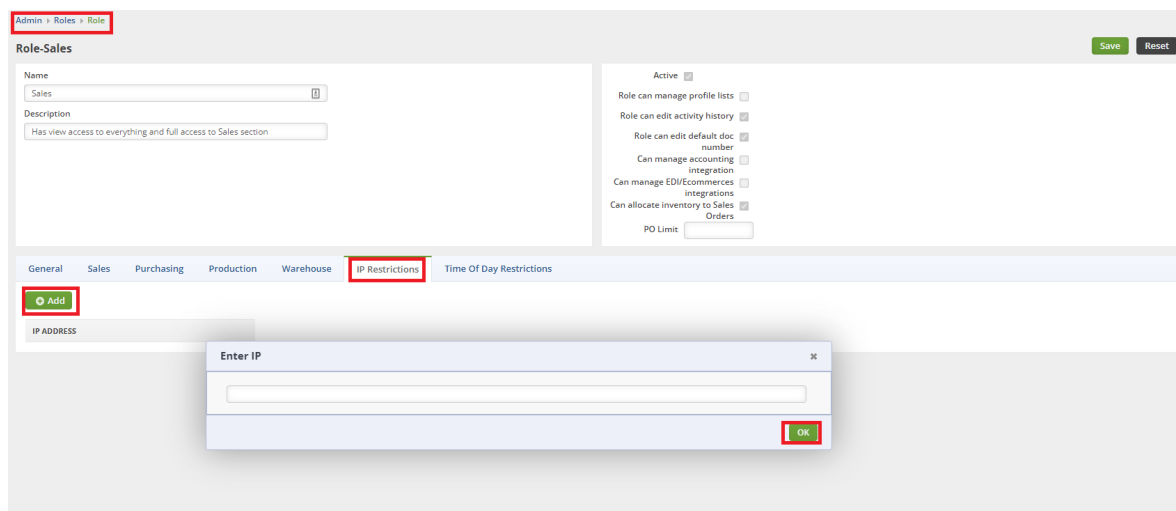 Admin ▸ Roles ▸ Role
Role-Sales
Save
Reset
Name
Sales
Description
Has view access to everything and full access to Sales section
Active
Role can manage profile lists
Role can edit activity history
Role can edit default doc
number
Can manage accounting
integration
Can manage EDI/Ecommerces
integrations
Can allocate inventory to Sales
Orders
PO Limit
General Sales Purchasing Production Warehouse IP Restrictions Time Of Day Restrictions
Add
IP ADDRESS
Enter IP
OK